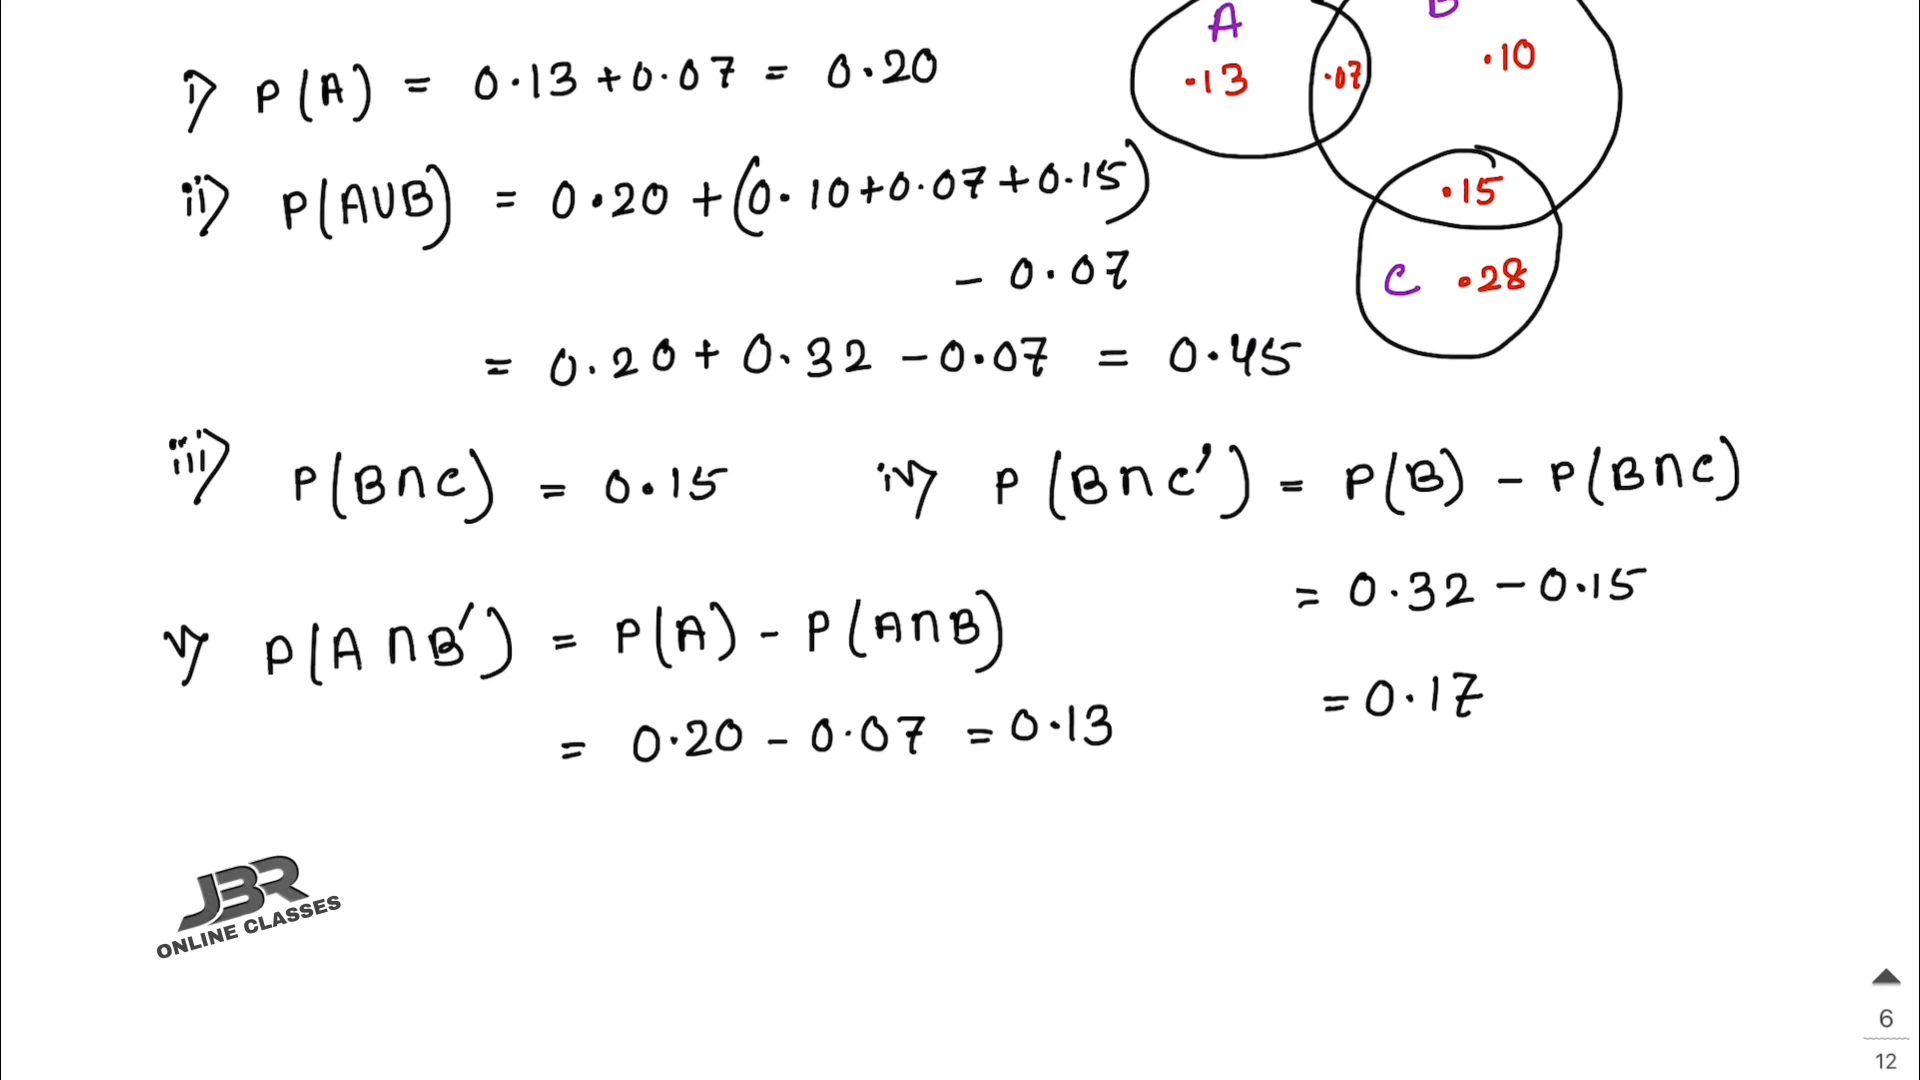 A B
i) P(A) = 0.13 + 0.07 = 0.20
.13 .07 .10
ii) P(A∪B) = 0.20 + (0.10+0.07+0.15)
.15
- 0.07
C .28
= 0.20 + 0.32 - 0.07 = 0.45
iii) P(B∩C) = 0.15
iv) P(B∩C') = P(B) - P(B∩C)
= 0.32 - 0.15
= 0.17
v) P(A∩B') = P(A) - P(A∩B)
= 0.20 - 0.07 = 0.13
JBR
ONLINE CLASSES
6
12